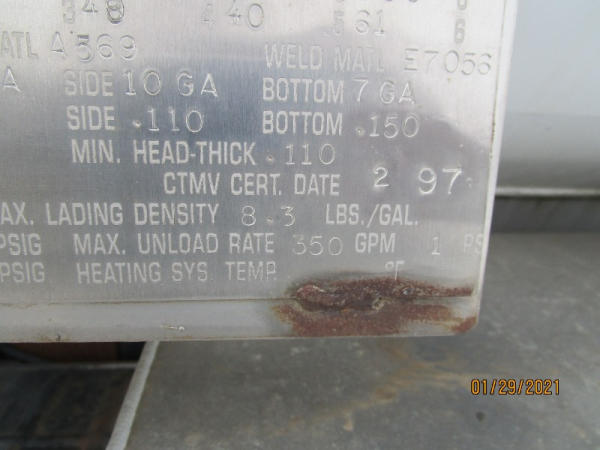 348 440 561 6
ATL A569 WELD MATL E7056
A SIDE 10 GA BOTTOM 7 GA
SIDE .110 BOTTOM .150
MIN. HEAD-THICK .110
CTMV CERT. DATE 2 97
AX. LADING DENSITY 8.3 LBS./GAL.
PSIG MAX. UNLOAD RATE 350 GPM 1 PS
PSIG HEATING SYS. TEMP. °F
01/29/2021